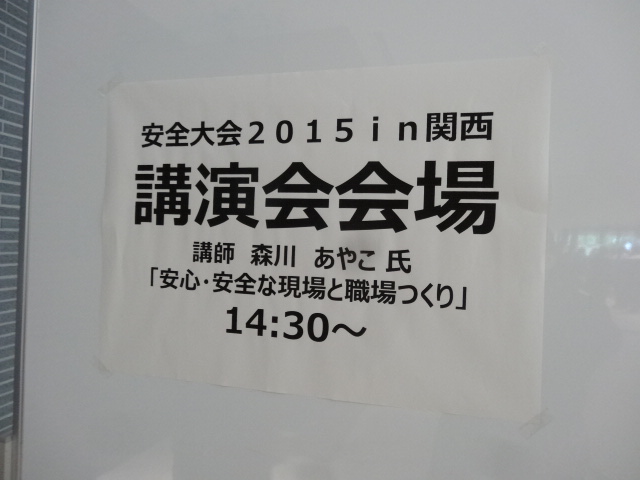 安全大会２０１５ｉｎ関西
講演会会場
講師　森川　あやこ 氏
「安心・安全な現場と職場つくり」
14:30～